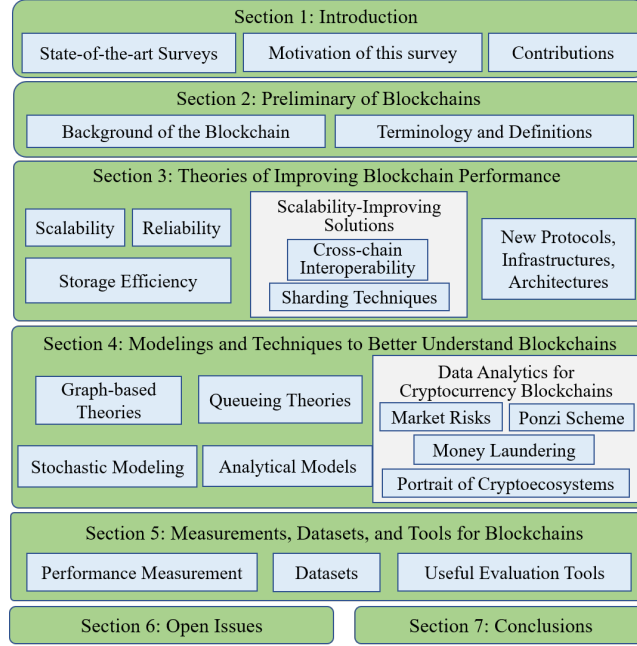 Section 1: Introduction
State-of-the-art Surveys
Motivation of this survey
Contributions
Section 2: Preliminary of Blockchains
Background of the Blockchain
Terminology and Definitions
Section 3: Theories of Improving Blockchain Performance
Scalability
Reliability
Storage Efficiency
Scalability-Improving
Solutions
Cross-chain
Interoperability
Sharding Techniques
New Protocols,
Infrastructures,
Architectures
Section 4: Modelings and Techniques to Better Understand Blockchains
Graph-based
Theories
Queueing Theories
Stochastic Modeling
Analytical Models
Data Analytics for
Cryptocurrency Blockchains
Market Risks
Ponzi Scheme
Money Laundering
Portrait of Cryptoecosystems
Section 5: Measurements, Datasets, and Tools for Blockchains
Performance Measurement
Datasets
Useful Evaluation Tools
Section 6: Open Issues
Section 7: Conclusions